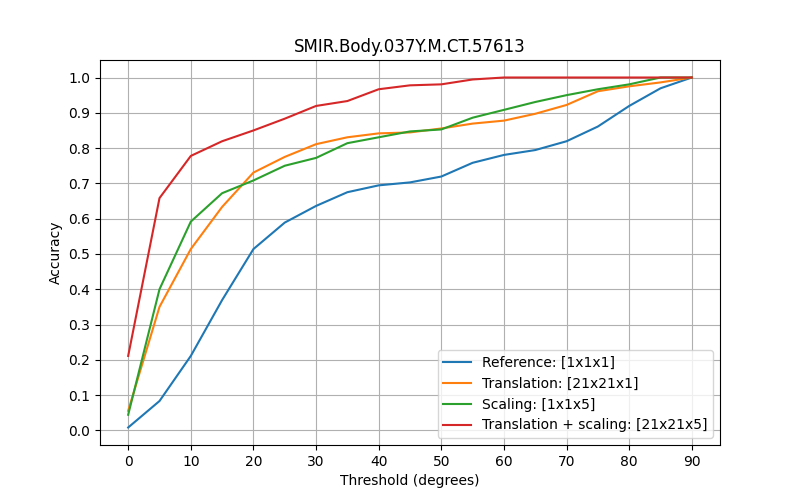 SMIR.Body.037Y.M.CT.57613
Accuracy
1.0
0.9
0.8
0.7
0.6
0.5
0.4
0.3
0.2
0.1
0.0
Reference: [1x1x1]
Translation: [21x21x1]
Scaling: [1x1x5]
Translation + scaling: [21x21x5]
0 10 20 30 40 50 60 70 80 90
Threshold (degrees)